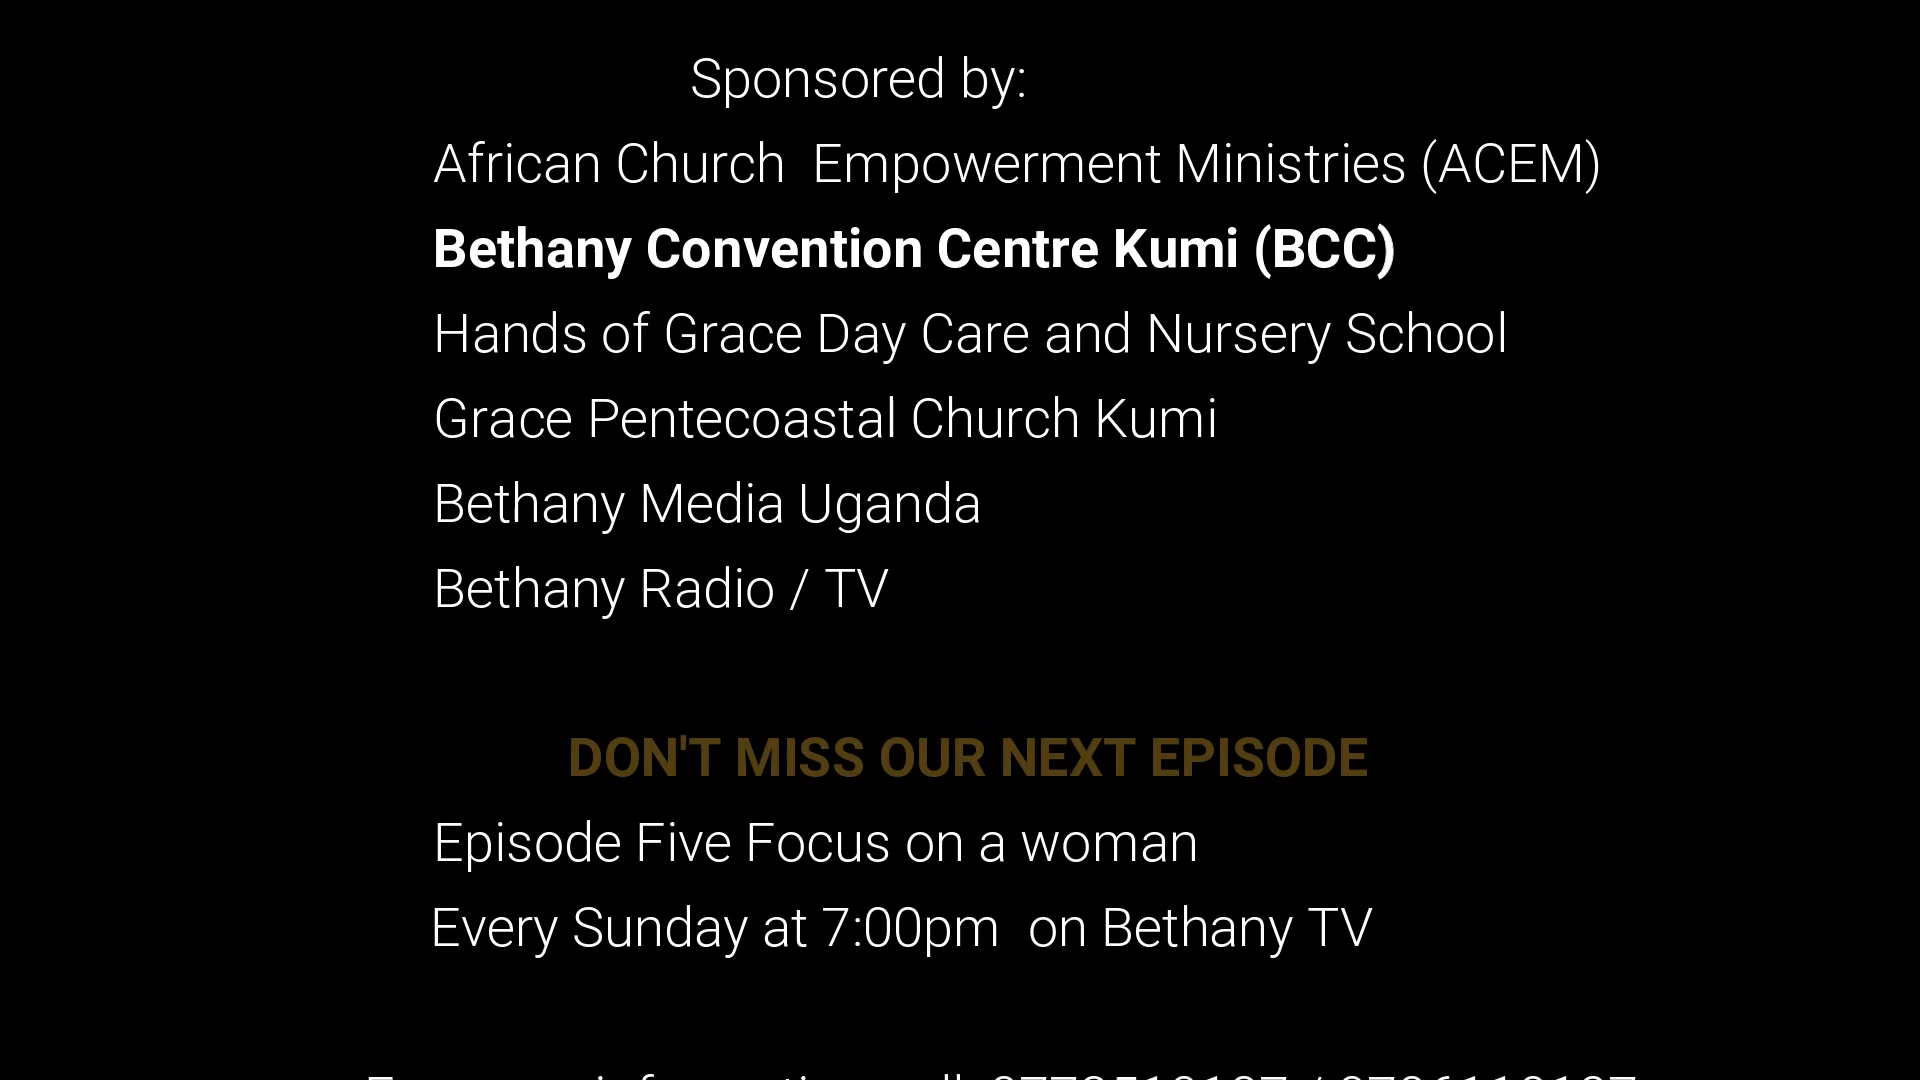 Sponsored by:
African Church Empowerment Ministries (ACEM)
Bethany Convention Centre Kumi (BCC)
Hands of Grace Day Care and Nursery School
Grace Pentecoastal Church Kumi
Bethany Media Uganda
Bethany Radio / TV
DON'T MISS OUR NEXT EPISODE
Episode Five Focus on a woman
Every Sunday at 7:00pm on Bethany TV